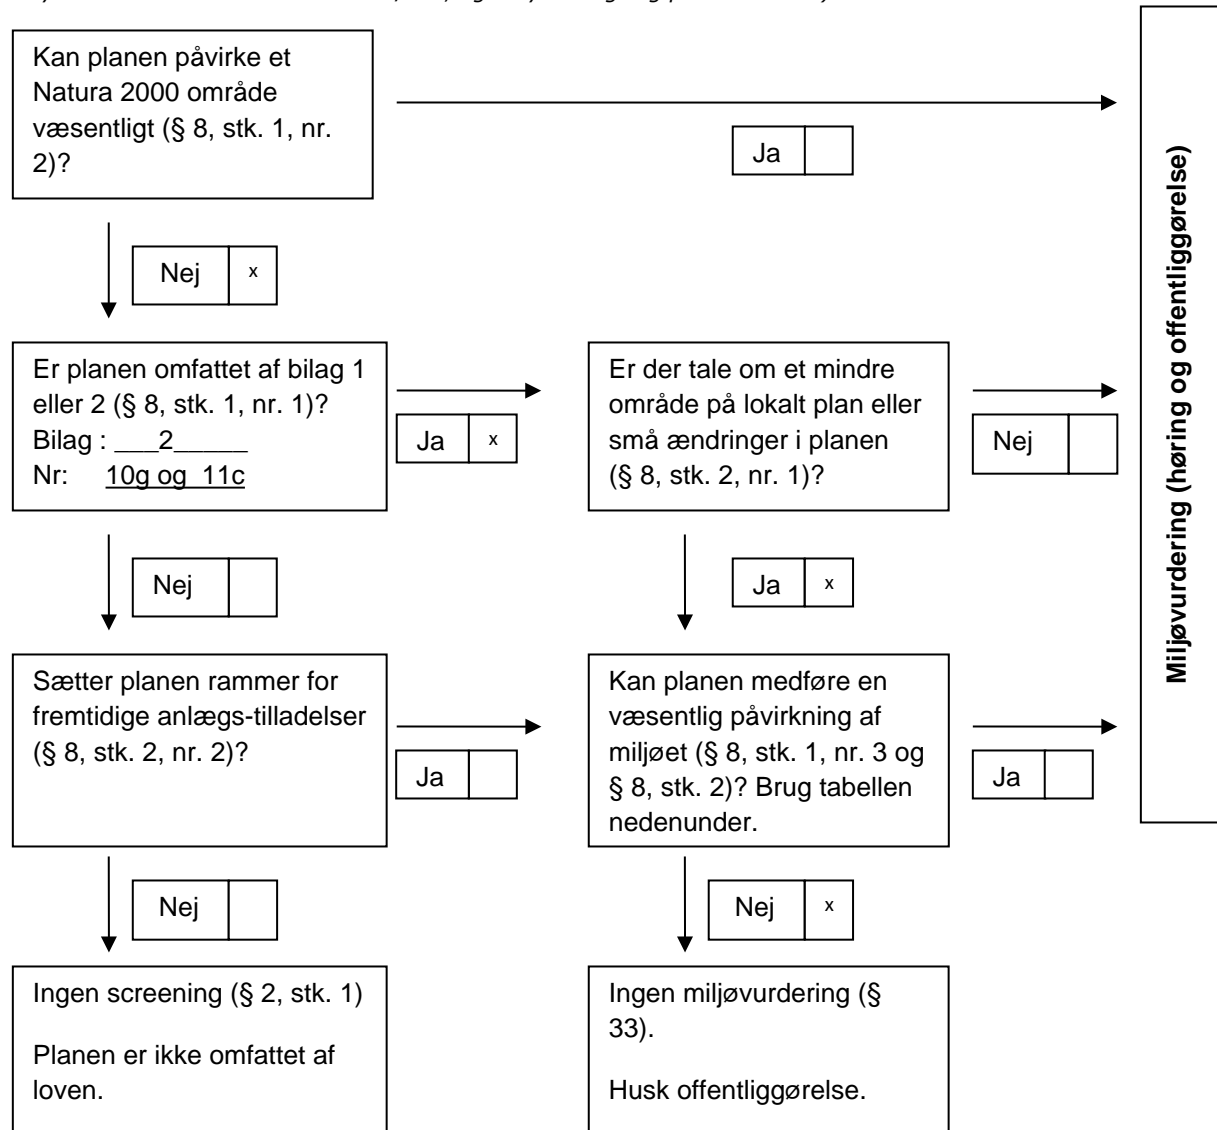 Kan planen påvirke et
Natura 2000 område
væsentligt (§ 8, stk. 1, nr.
2)?
Ja
Nej x
Er planen omfattet af bilag 1
eller 2 (§ 8, stk. 1, nr. 1)?
Bilag : ___2_____
Nr: 10g og 11c
Ja x
Er der tale om et mindre
område på lokalt plan eller
små ændringer i planen
(§ 8, stk. 2, nr. 1)?
Nej
Nej
Ja x
Sætter planen rammer for
fremtidige anlægs-tilladelser
(§ 8, stk. 2, nr. 2)?
Ja
Kan planen medføre en
væsentlig påvirkning af
miljøet (§ 8, stk. 1, nr. 3 og
§ 8, stk. 2)? Brug tabellen
nedenunder.
Ja
Nej
Nej x
Ingen screening (§ 2, stk. 1)
Planen er ikke omfattet af
loven.
Ingen miljøvurdering (§
33).
Husk offentliggørelse.
Miljøvurdering (høring og offentliggørelse)